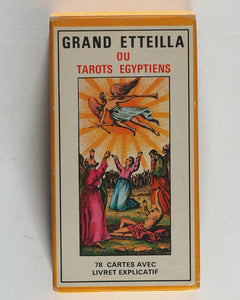 GRAND ETTEILLA
OU
TAROTS EGYPTIENS
78 CARTES AVEC
LIVRET EXPLICATIF